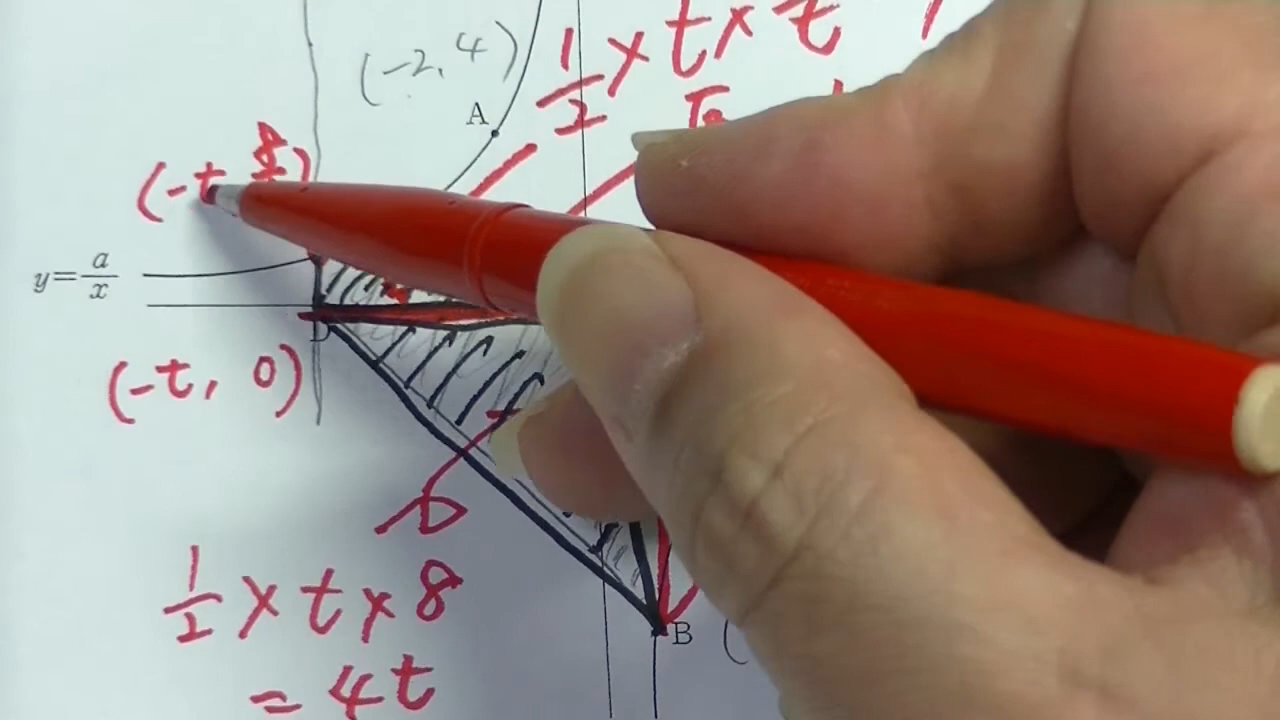 (-2, 4)
1/2 × t × t
A
(-t, 8/t)
y = a/x
D
(-t, 0)
1/2 × t × 8
= 4t
B (